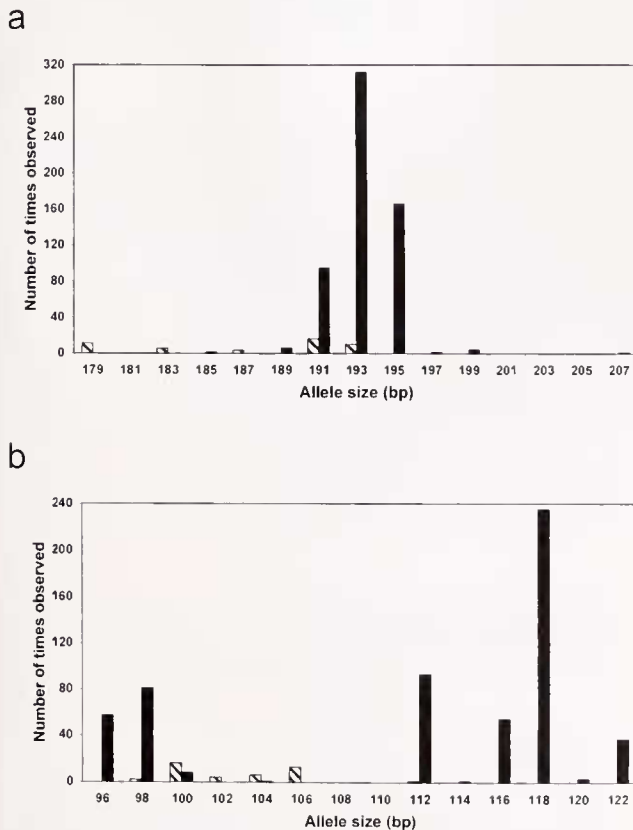 a
320
280
240
200
160
120
80
40
0
Number of times observed
179 181 183 185 187 189 191 193 195 197 199 201 203 205 207
Allele size (bp)
b
240
200
160
120
80
40
0
Number of times observed
96 98 100 102 104 106 108 110 112 114 116 118 120 122
Allele size (bp)